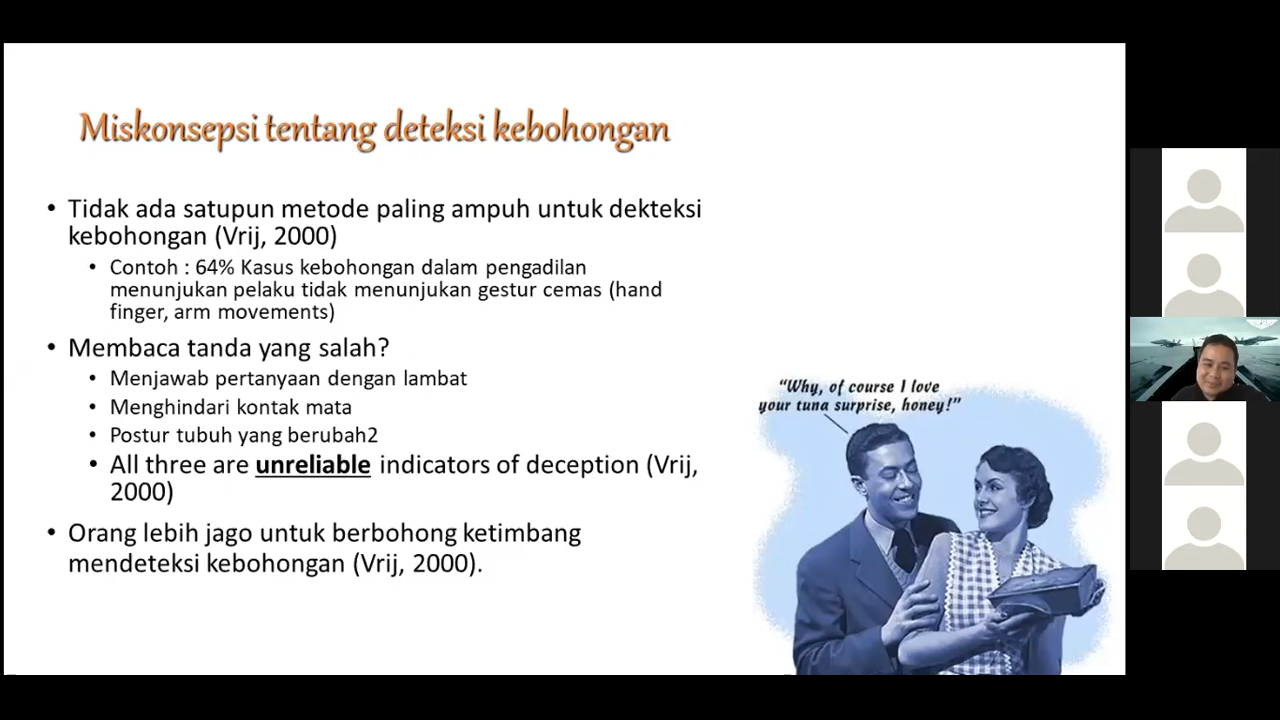 Miskonsepsi tentang deteksi kebohongan
• Tidak ada satupun metode paling ampuh untuk dekteksi
kebohongan (Vrij, 2000)
• Contoh : 64% Kasus kebohongan dalam pengadilan
menunjukan pelaku tidak menunjukan gestur cemas (hand
finger, arm movements)
• Membaca tanda yang salah?
• Menjawab pertanyaan dengan lambat
• Menghindari kontak mata
• Postur tubuh yang berubah2
• All three are unreliable indicators of deception (Vrij,
2000)
• Orang lebih jago untuk berbohong ketimbang
mendeteksi kebohongan (Vrij, 2000).
“Why, of course I love
your tuna surprise, honey!”